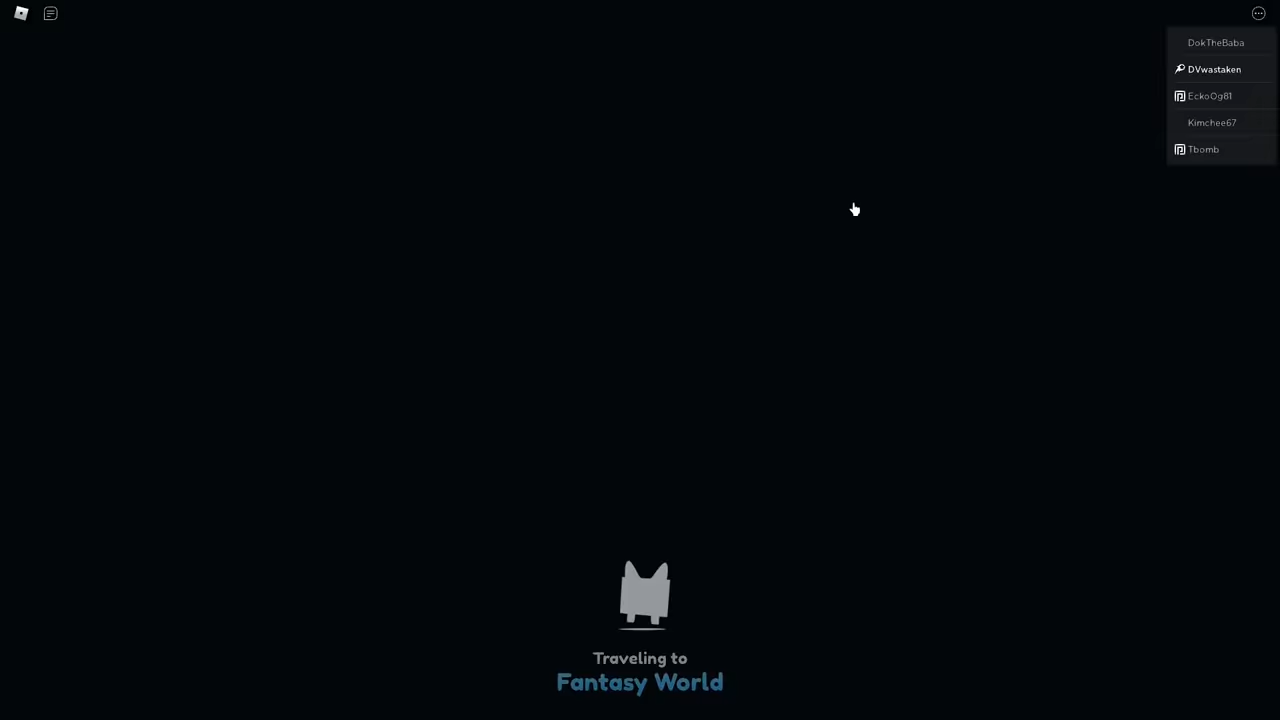 DokTheBaba
DVwastaken
EckoOg81
Kimchee67
Tbomb
Traveling to
Fantasy World